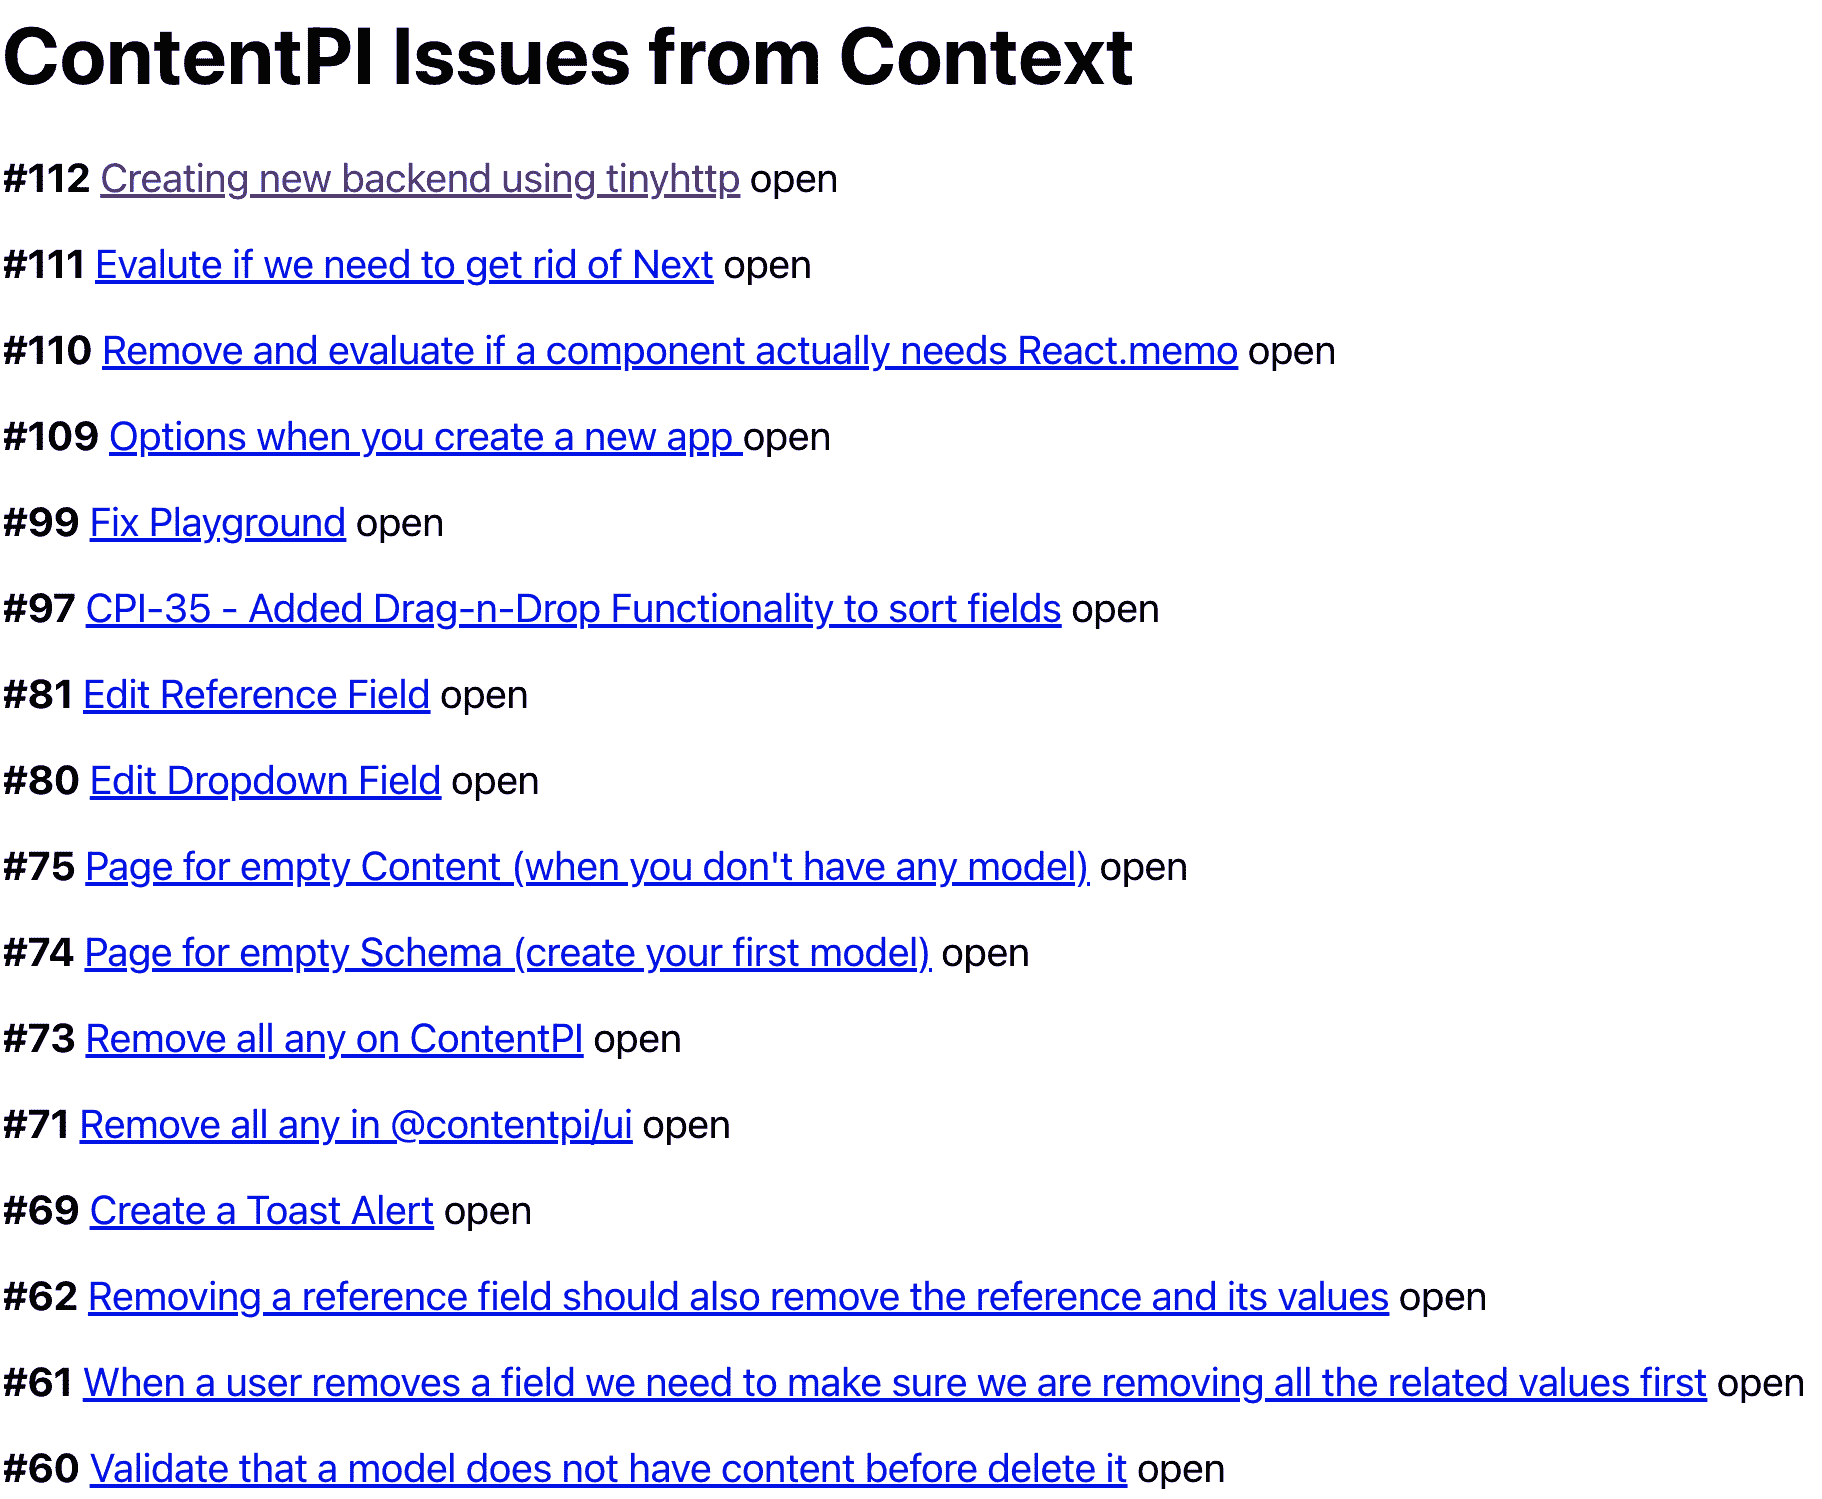 ContentPI Issues from Context
#112 Creating new backend using tinyhttp open
#111 Evalute if we need to get rid of Next open
#110 Remove and evaluate if a component actually needs React.memo open
#109 Options when you create a new app open
#99 Fix Playground open
#97 CPI-35 - Added Drag-n-Drop Functionality to sort fields open
#81 Edit Reference Field open
#80 Edit Dropdown Field open
#75 Page for empty Content (when you don't have any model) open
#74 Page for empty Schema (create your first model) open
#73 Remove all any on ContentPI open
#71 Remove all any in @contentpi/ui open
#69 Create a Toast Alert open
#62 Removing a reference field should also remove the reference and its values open
#61 When a user removes a field we need to make sure we are removing all the related values first open
#60 Validate that a model does not have content before delete it open